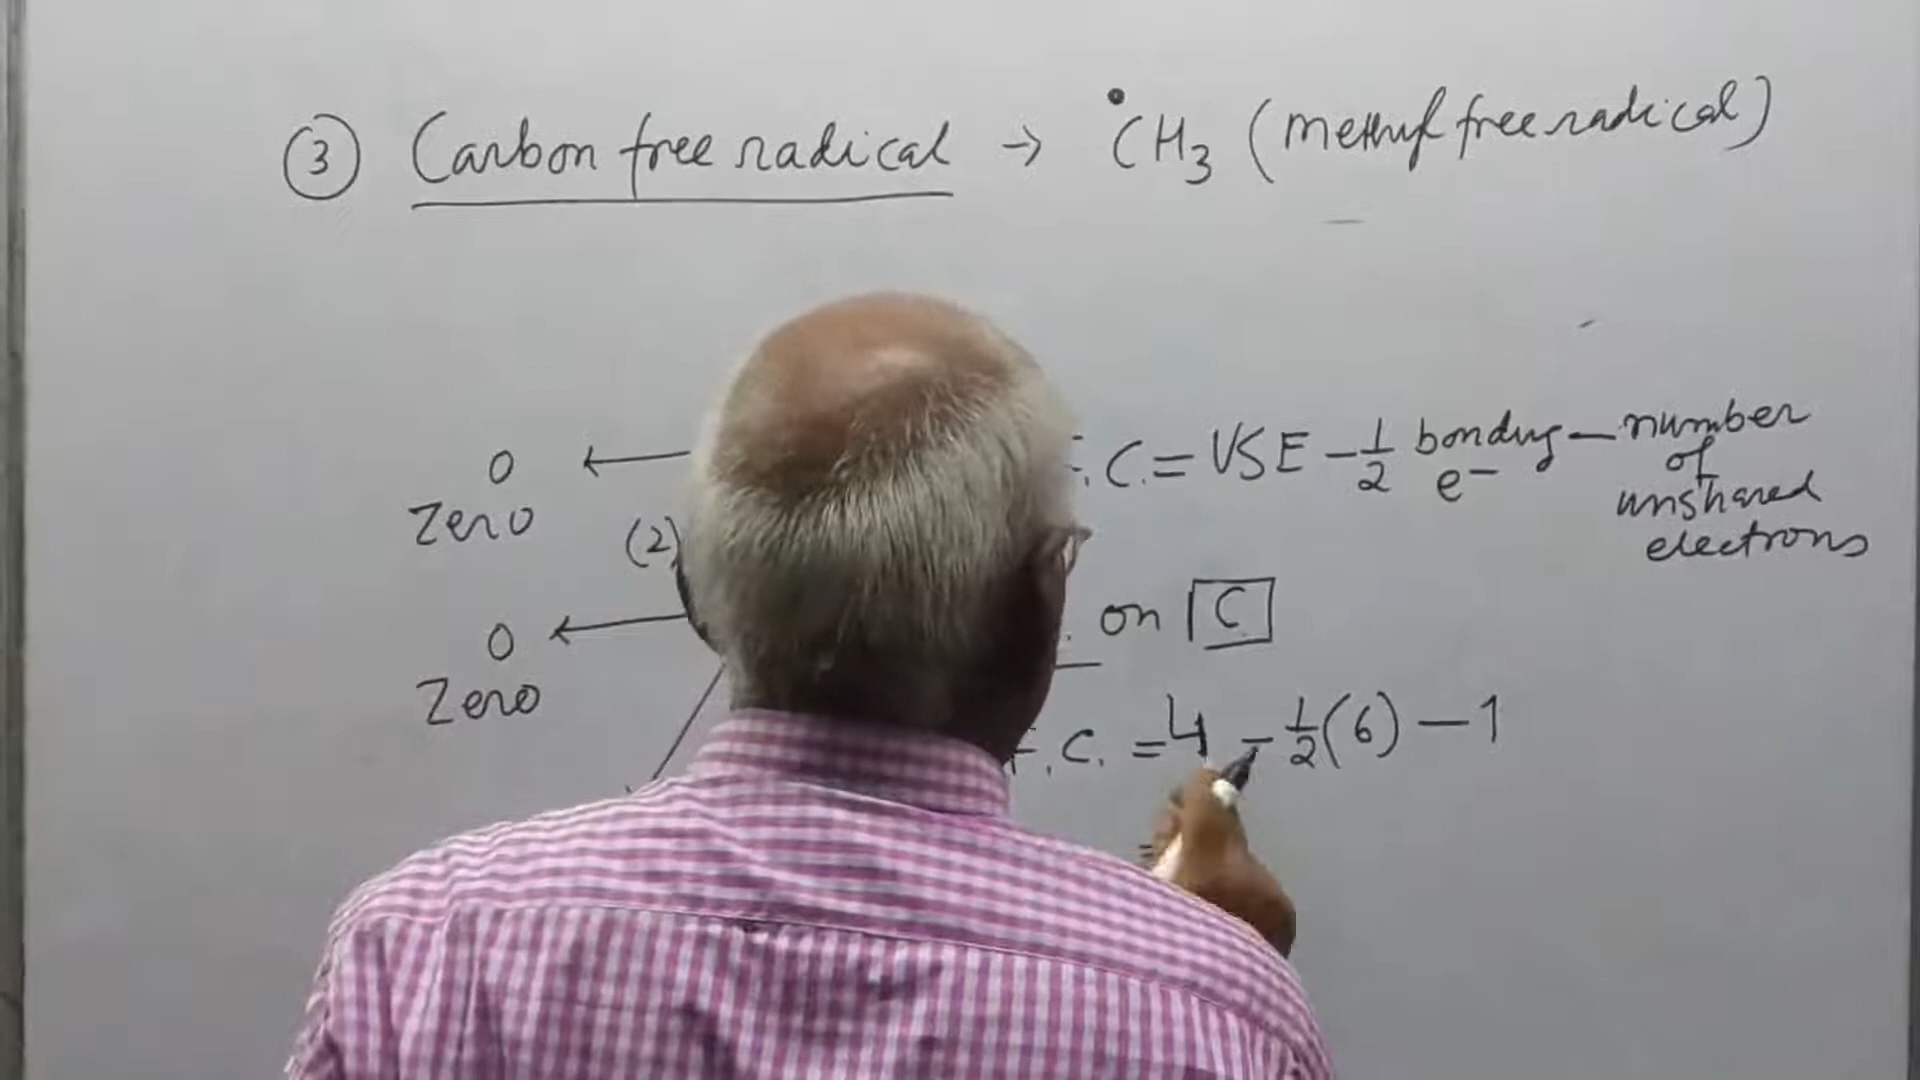 ③ Carbon free radical → ĊH₃ (methyl free radical)
0 ← . C. = VSE - 1/2 bonding e⁻ — number of unshared electrons
Zero
(2)
0 ← . on C
Zero
F.C. = 4 - 1/2(6) - 1